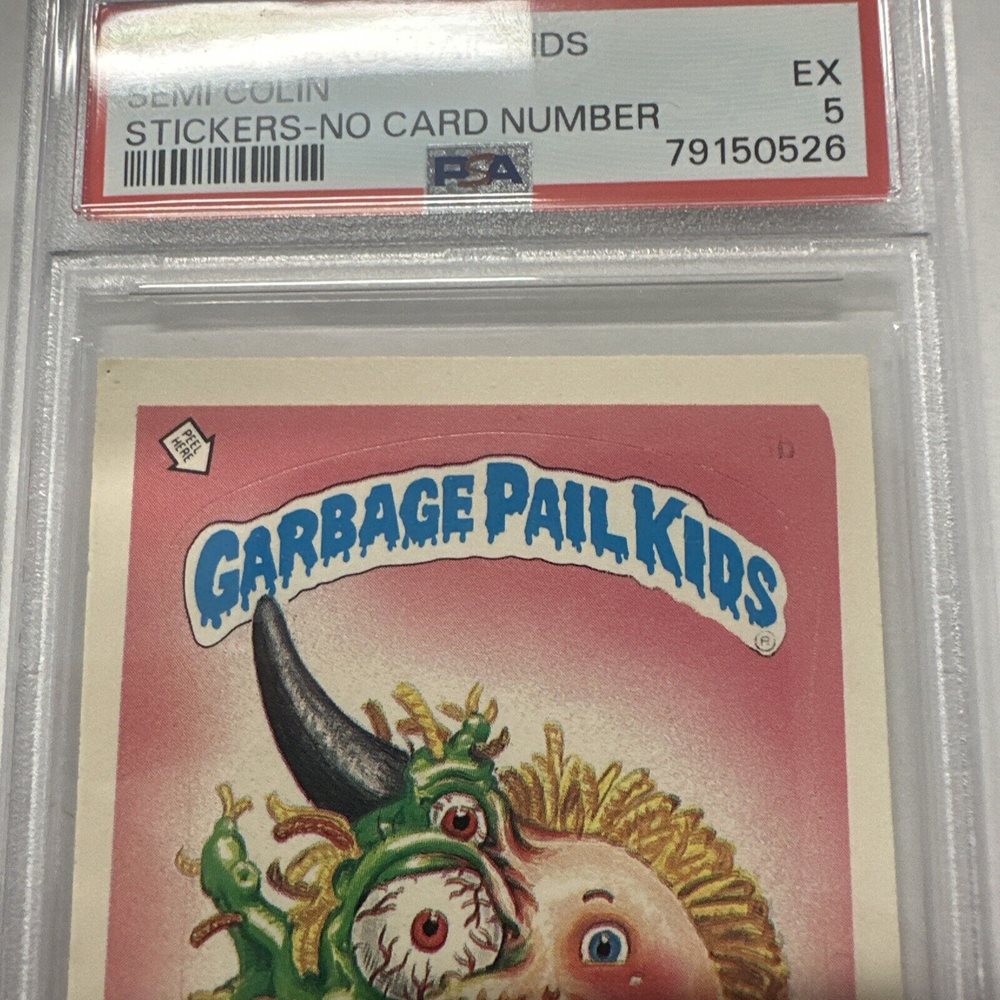 IDS
SEMI COLIN
EX
STICKERS-NO CARD NUMBER
5
79150526
PSA
PEEL HERE
D
GARBAGE PAIL KIDS
®